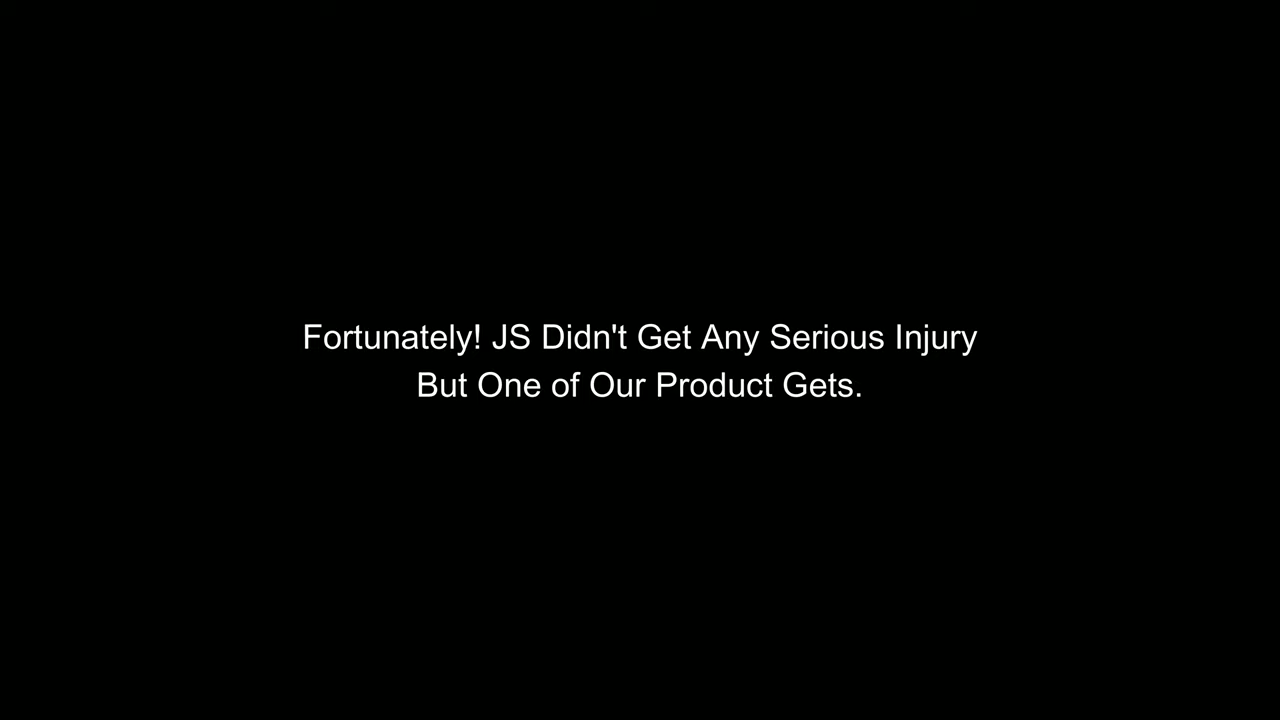 Fortunately! JS Didn't Get Any Serious Injury
But One of Our Product Gets.